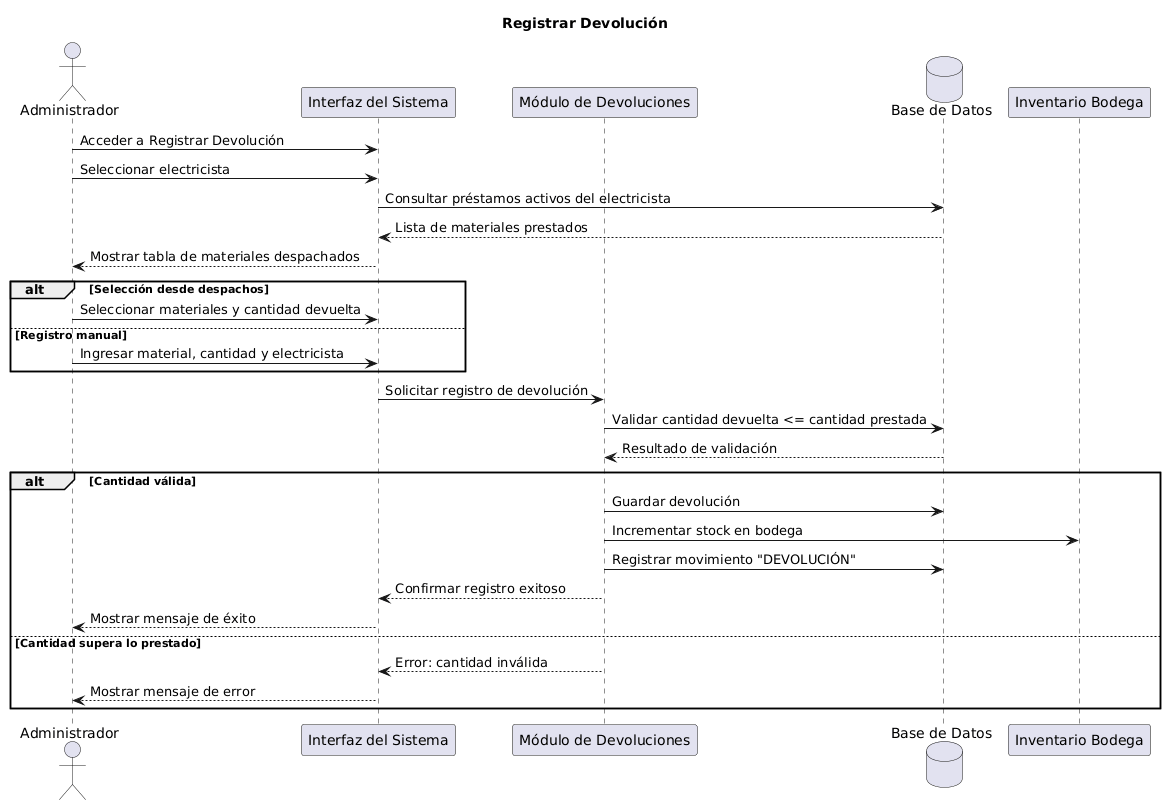 Registrar Devolución
Administrador
Interfaz del Sistema
Módulo de Devoluciones
Base de Datos
Inventario Bodega
Acceder a Registrar Devolución
Seleccionar electricista
Consultar préstamos activos del electricista
Lista de materiales prestados
Mostrar tabla de materiales despachados
alt [Selección desde despachos]
Seleccionar materiales y cantidad devuelta
[Registro manual]
Ingresar material, cantidad y electricista
Solicitar registro de devolución
Validar cantidad devuelta <= cantidad prestada
Resultado de validación
alt [Cantidad válida]
Guardar devolución
Incrementar stock en bodega
Registrar movimiento "DEVOLUCIÓN"
Confirmar registro exitoso
Mostrar mensaje de éxito
[Cantidad supera lo prestado]
Error: cantidad inválida
Mostrar mensaje de error
Administrador
Interfaz del Sistema
Módulo de Devoluciones
Base de Datos
Inventario Bodega